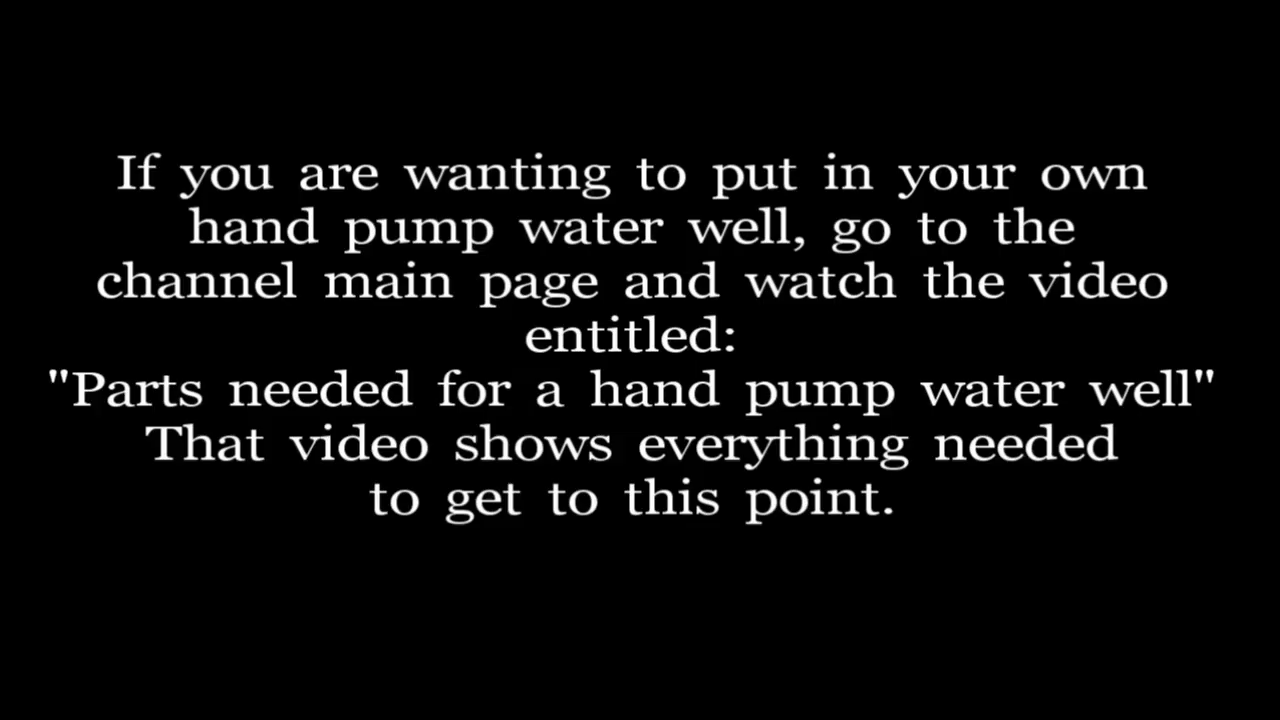 If you are wanting to put in your own
hand pump water well, go to the
channel main page and watch the video
entitled:
"Parts needed for a hand pump water well"
That video shows everything needed
to get to this point.